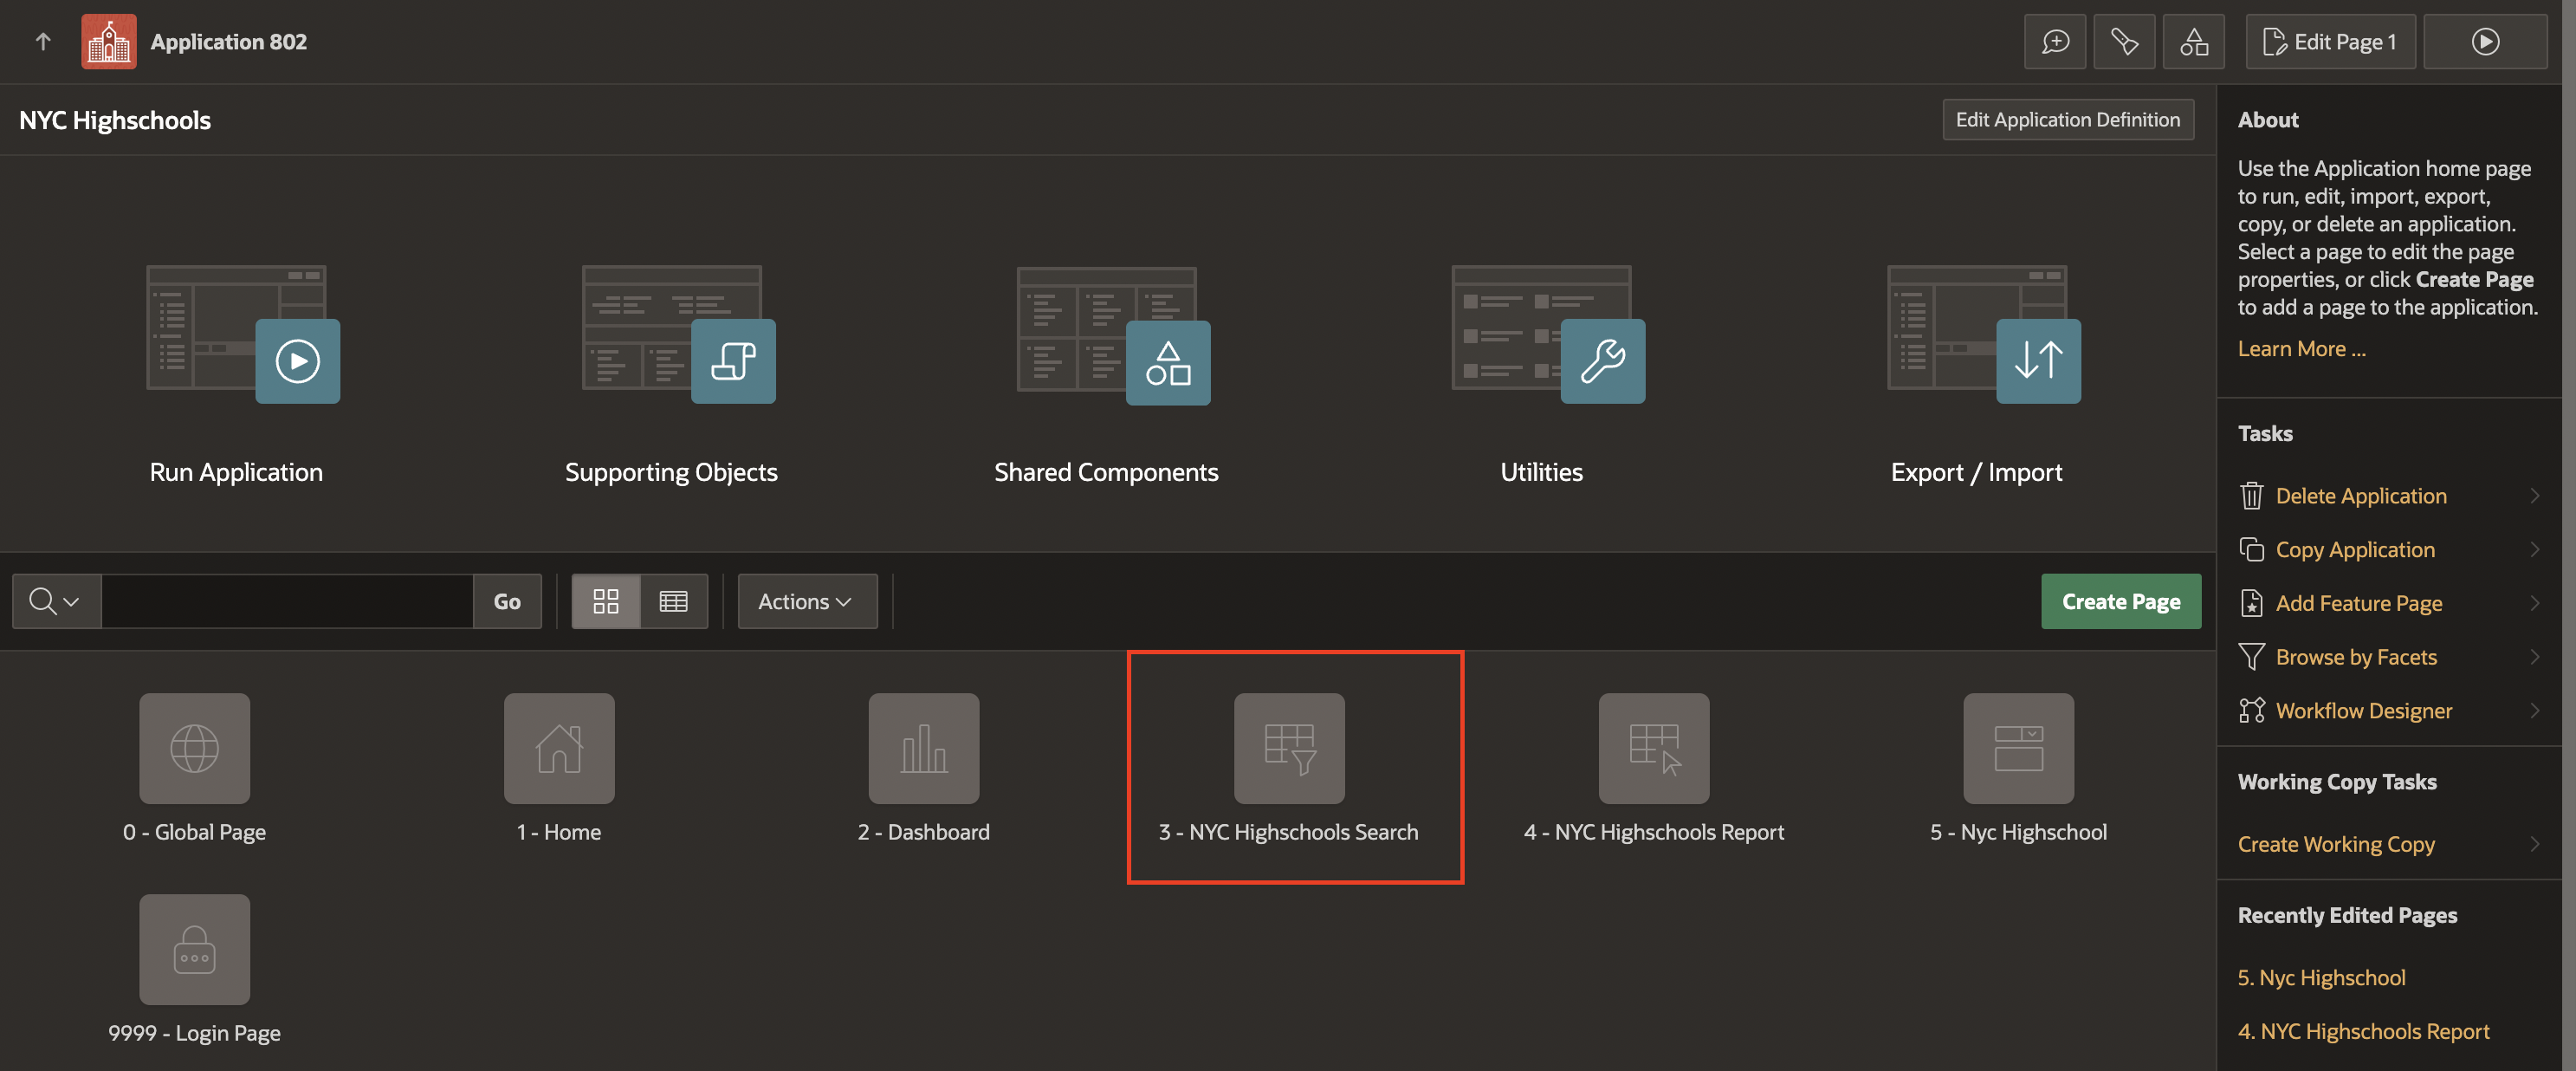 Application 802
Edit Page 1
NYC Highschools
Edit Application Definition
Run Application
Supporting Objects
Shared Components
Utilities
Export / Import
Go
Actions
Create Page
0 - Global Page
1 - Home
2 - Dashboard
3 - NYC Highschools Search
4 - NYC Highschools Report
5 - Nyc Highschool
9999 - Login Page
About
Use the Application home page
to run, edit, import, export,
copy, or delete an application.
Select a page to edit the page
properties, or click Create Page
to add a page to the application.
Learn More ...
Tasks
Delete Application
Copy Application
Add Feature Page
Browse by Facets
Workflow Designer
Working Copy Tasks
Create Working Copy
Recently Edited Pages
5. Nyc Highschool
4. NYC Highschools Report